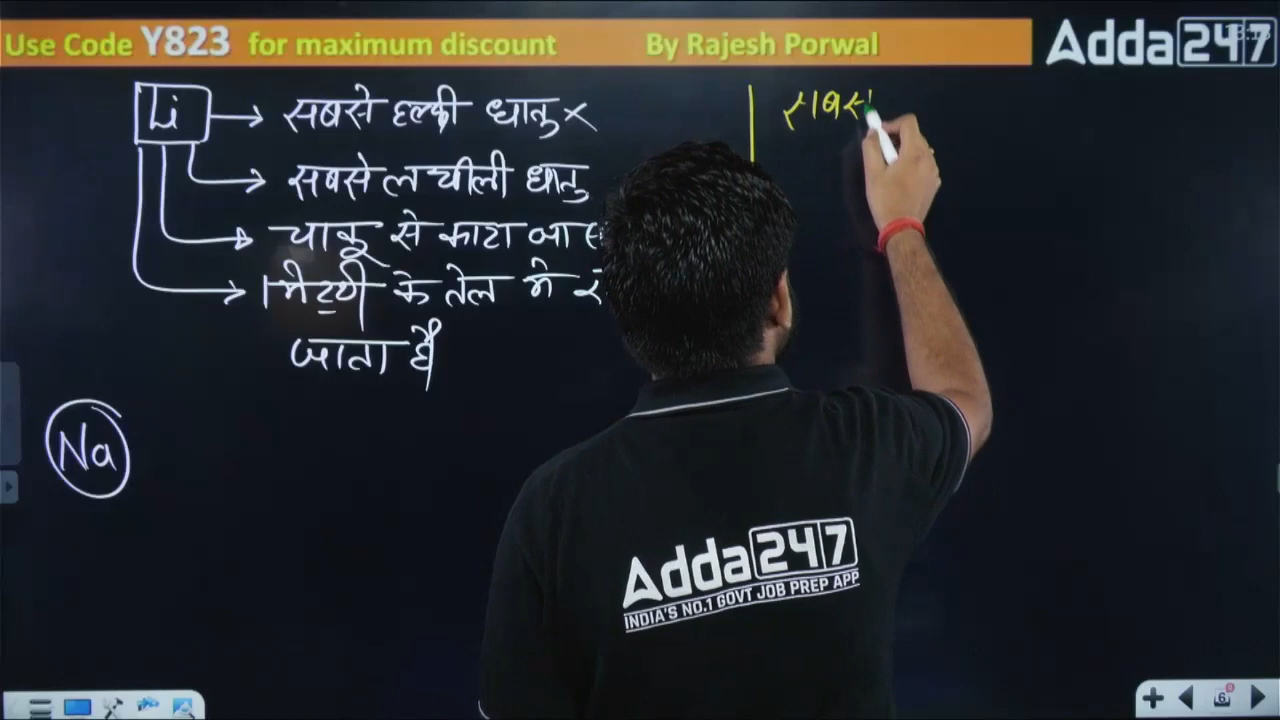 Use Code Y823 for maximum discount By Rajesh Porwal
Adda247
Li → सबसे हल्की धातु ×
सबसे लचीली धातु
चाकू से काटा जा
मिट्टी के तेल मे
जाता है
Na
Adda247
INDIA'S NO.1 GOVT JOB PREP APP
6